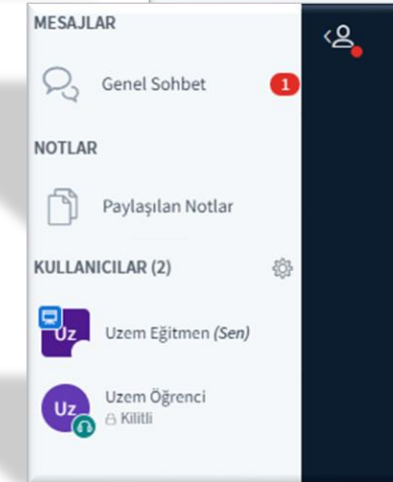 MESAJLAR
Genel Sohbet
1
NOTLAR
Paylaşılan Notlar
KULLANICILAR (2)
Uz
Uzem Eğitmen (Sen)
Uz
Uzem Öğrenci
Kilitli